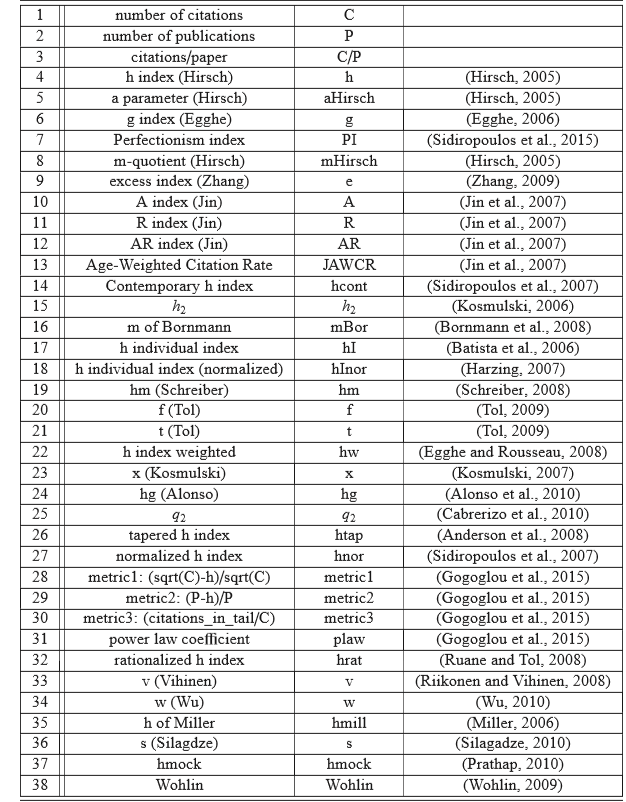 1 number of citations C
2 number of publications P
3 citations/paper C/P
4 h index (Hirsch) h (Hirsch, 2005)
5 a parameter (Hirsch) aHirsch (Hirsch, 2005)
6 g index (Egghe) g (Egghe, 2006)
7 Perfectionism index PI (Sidiropoulos et al., 2015)
8 m-quotient (Hirsch) mHirsch (Hirsch, 2005)
9 excess index (Zhang) e (Zhang, 2009)
10 A index (Jin) A (Jin et al., 2007)
11 R index (Jin) R (Jin et al., 2007)
12 AR index (Jin) AR (Jin et al., 2007)
13 Age-Weighted Citation Rate JAWCR (Jin et al., 2007)
14 Contemporary h index hcont (Sidiropoulos et al., 2007)
15 h2 h2 (Kosmulski, 2006)
16 m of Bornmann mBor (Bornmann et al., 2008)
17 h individual index hI (Batista et al., 2006)
18 h individual index (normalized) hInor (Harzing, 2007)
19 hm (Schreiber) hm (Schreiber, 2008)
20 f (Tol) f (Tol, 2009)
21 t (Tol) t (Tol, 2009)
22 h index weighted hw (Egghe and Rousseau, 2008)
23 x (Kosmulski) x (Kosmulski, 2007)
24 hg (Alonso) hg (Alonso et al., 2010)
25 q2 q2 (Cabrerizo et al., 2010)
26 tapered h index htap (Anderson et al., 2008)
27 normalized h index hnor (Sidiropoulos et al., 2007)
28 metric1: (sqrt(C)-h)/sqrt(C) metric1 (Gogoglou et al., 2015)
29 metric2: (P-h)/P metric2 (Gogoglou et al., 2015)
30 metric3: (citations_in_tail/C) metric3 (Gogoglou et al., 2015)
31 power law coefficient plaw (Gogoglou et al., 2015)
32 rationalized h index hrat (Ruane and Tol, 2008)
33 v (Vihinen) v (Riikonen and Vihinen, 2008)
34 w (Wu) w (Wu, 2010)
35 h of Miller hmill (Miller, 2006)
36 s (Silagdze) s (Silagadze, 2010)
37 hmock hmock (Prathap, 2010)
38 Wohlin Wohlin (Wohlin, 2009)